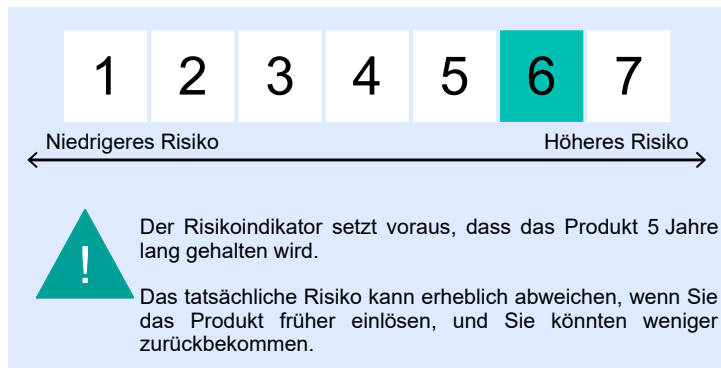 1 2 3 4 5 6 7
Niedrigeres Risiko Höheres Risiko
!
Der Risikoindikator setzt voraus, dass das Produkt 5 Jahre
lang gehalten wird.
Das tatsächliche Risiko kann erheblich abweichen, wenn Sie
das Produkt früher einlösen, und Sie könnten weniger
zurückbekommen.